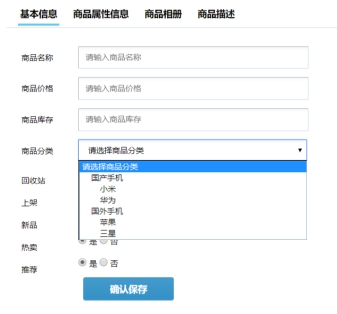 基本信息 商品属性信息 商品相册 商品描述
商品名称 请输入商品名称
商品价格 请输入商品价格
商品库存 请输入商品库存
商品分类 请选择商品分类
请选择商品分类
国产手机
回收站
小米
上架
华为
国外手机
新品
苹果
三星
热卖 是 否
推荐 是 否
确认保存